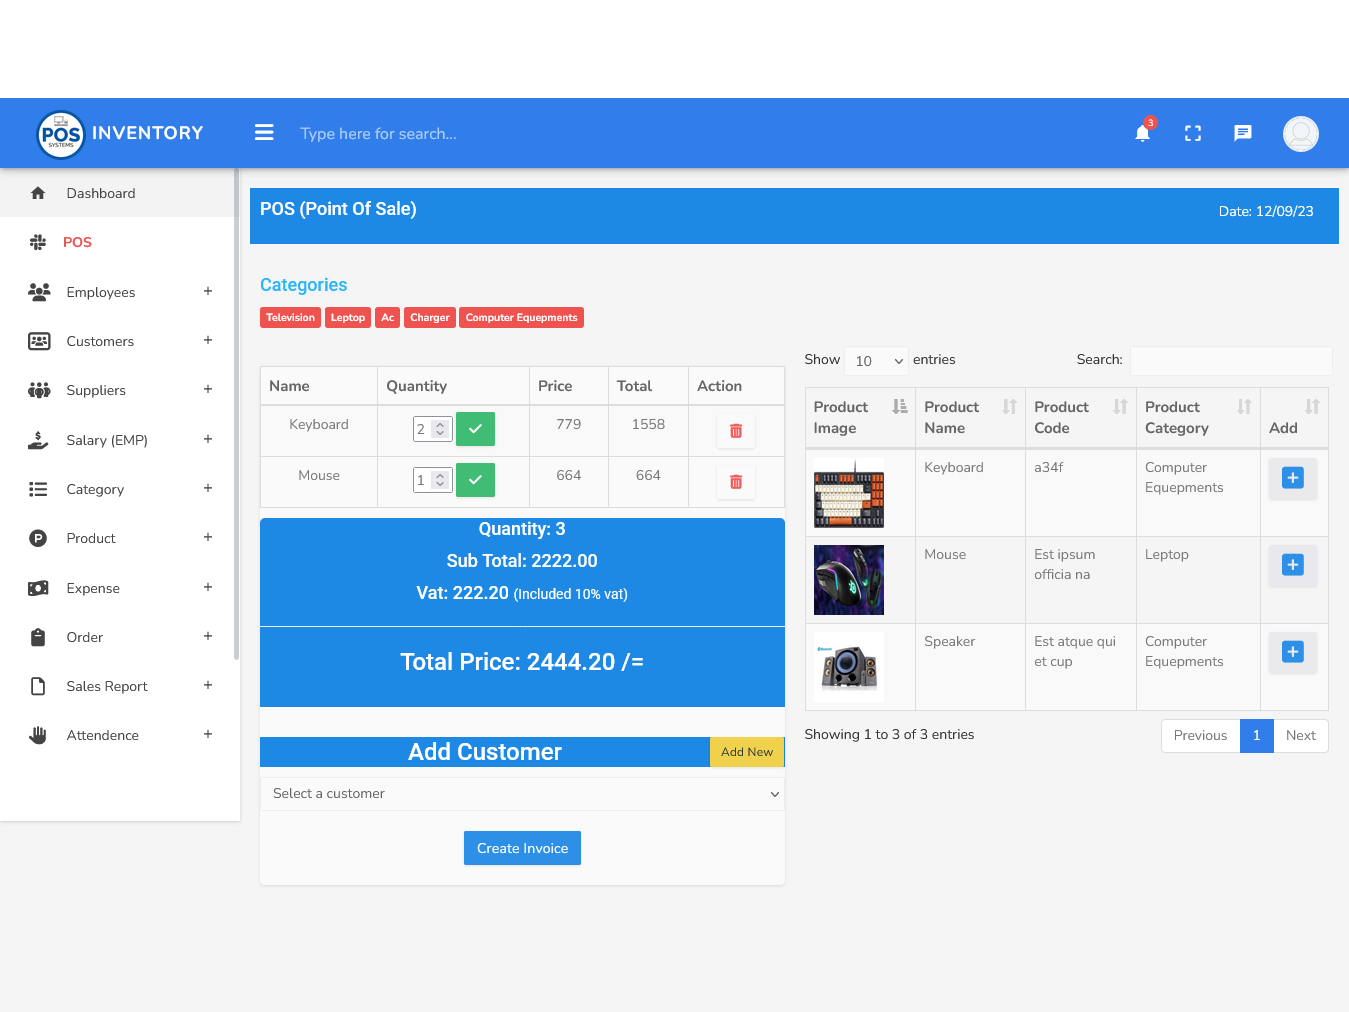 POS
SYSTEMS
INVENTORY
Type here for search...
3
Dashboard
POS
Employees +
Customers +
Suppliers +
Salary (EMP) +
Category +
Product +
Expense +
Order +
Sales Report +
Attendence +
POS (Point Of Sale)
Date: 12/09/23
Categories
Television Leptop Ac Charger Computer Equepments
Name Quantity Price Total Action
Keyboard 2 779 1558
Mouse 1 664 664
Quantity: 3
Sub Total: 2222.00
Vat: 222.20 (Included 10% vat)
Total Price: 2444.20 /=
Add Customer
Add New
Select a customer
Create Invoice
Show 10 entries
Search:
Product Image Product Name Product Code Product Category Add
Keyboard a34f Computer Equepments
Mouse Est ipsum officia na Leptop
Speaker Est atque qui et cup Computer Equepments
Showing 1 to 3 of 3 entries
Previous 1 Next